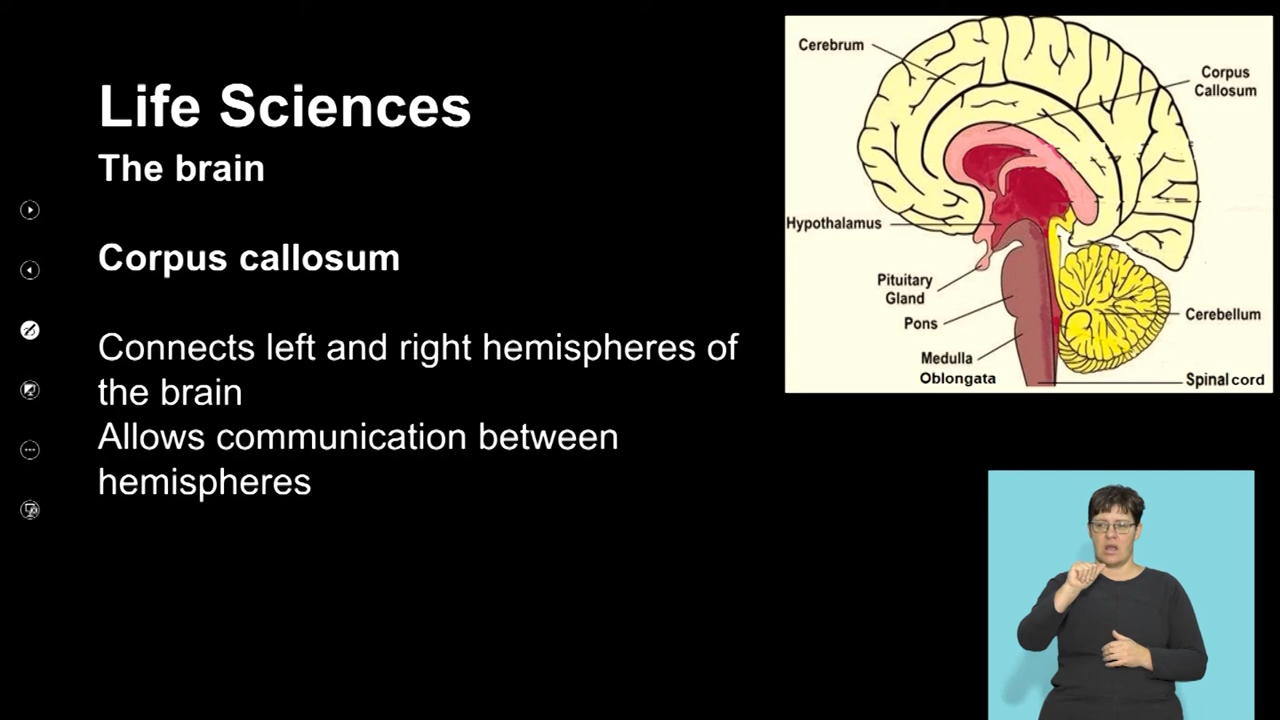 Life Sciences
The brain
Corpus callosum
Connects left and right hemispheres of
the brain
Allows communication between
hemispheres
Cerebrum
Corpus
Callosum
Hypothalamus
Pituitary
Gland
Pons
Cerebellum
Medulla
Oblongata
Spinal cord